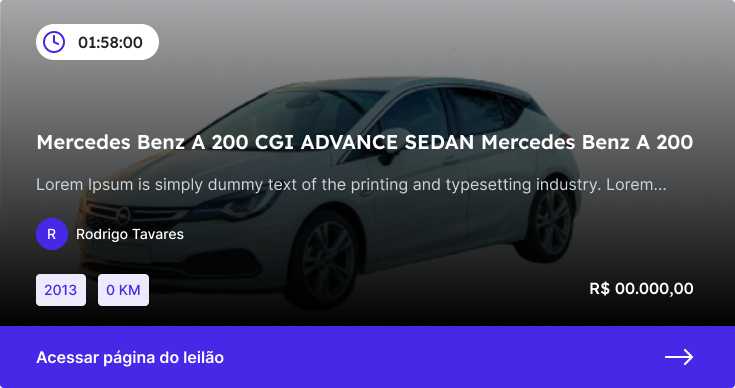 01:58:00
Mercedes Benz A 200 CGI ADVANCE SEDAN Mercedes Benz A 200
Lorem Ipsum is simply dummy text of the printing and typesetting industry. Lorem...
R Rodrigo Tavares
2013 0 KM R$ 00.000,00
Acessar página do leilão